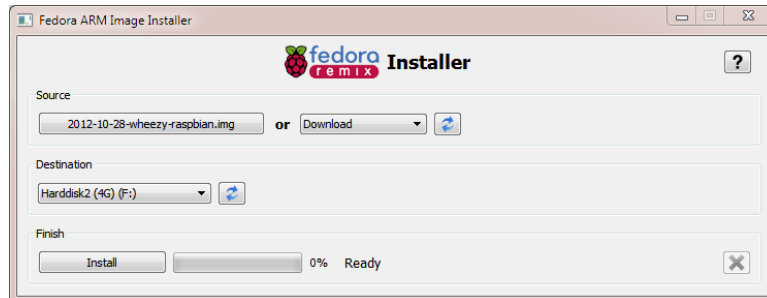 Fedora ARM Image Installer
fedora Installer
remix
?
Source
2012-10-28-wheezy-raspbian.img or Download
Destination
Harddisk2 (4G) (F:)
Finish
Install 0% Ready